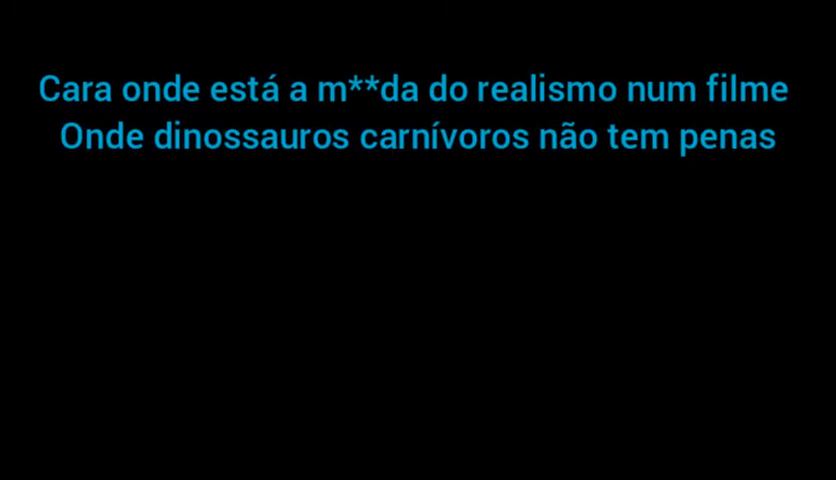 Cara onde está a m**da do realismo num filme
Onde dinossauros carnívoros não tem penas